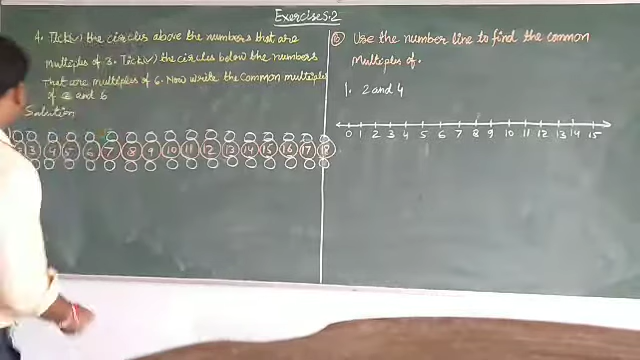 Exercise 5.2
4. Tick(✓) the circles above the numbers that are
multiples of 3. Tick(✓) the circles below the numbers
that are multiples of 6. Now write the common multiples
of 3 and 6
Solution
3 4 5 6 7 8 9 10 11 12 13 14 15 16 17 18
Use the number line to find the common
Multiples of.
1. 2 and 4
0 1 2 3 4 5 6 7 8 9 10 11 12 13 14 15